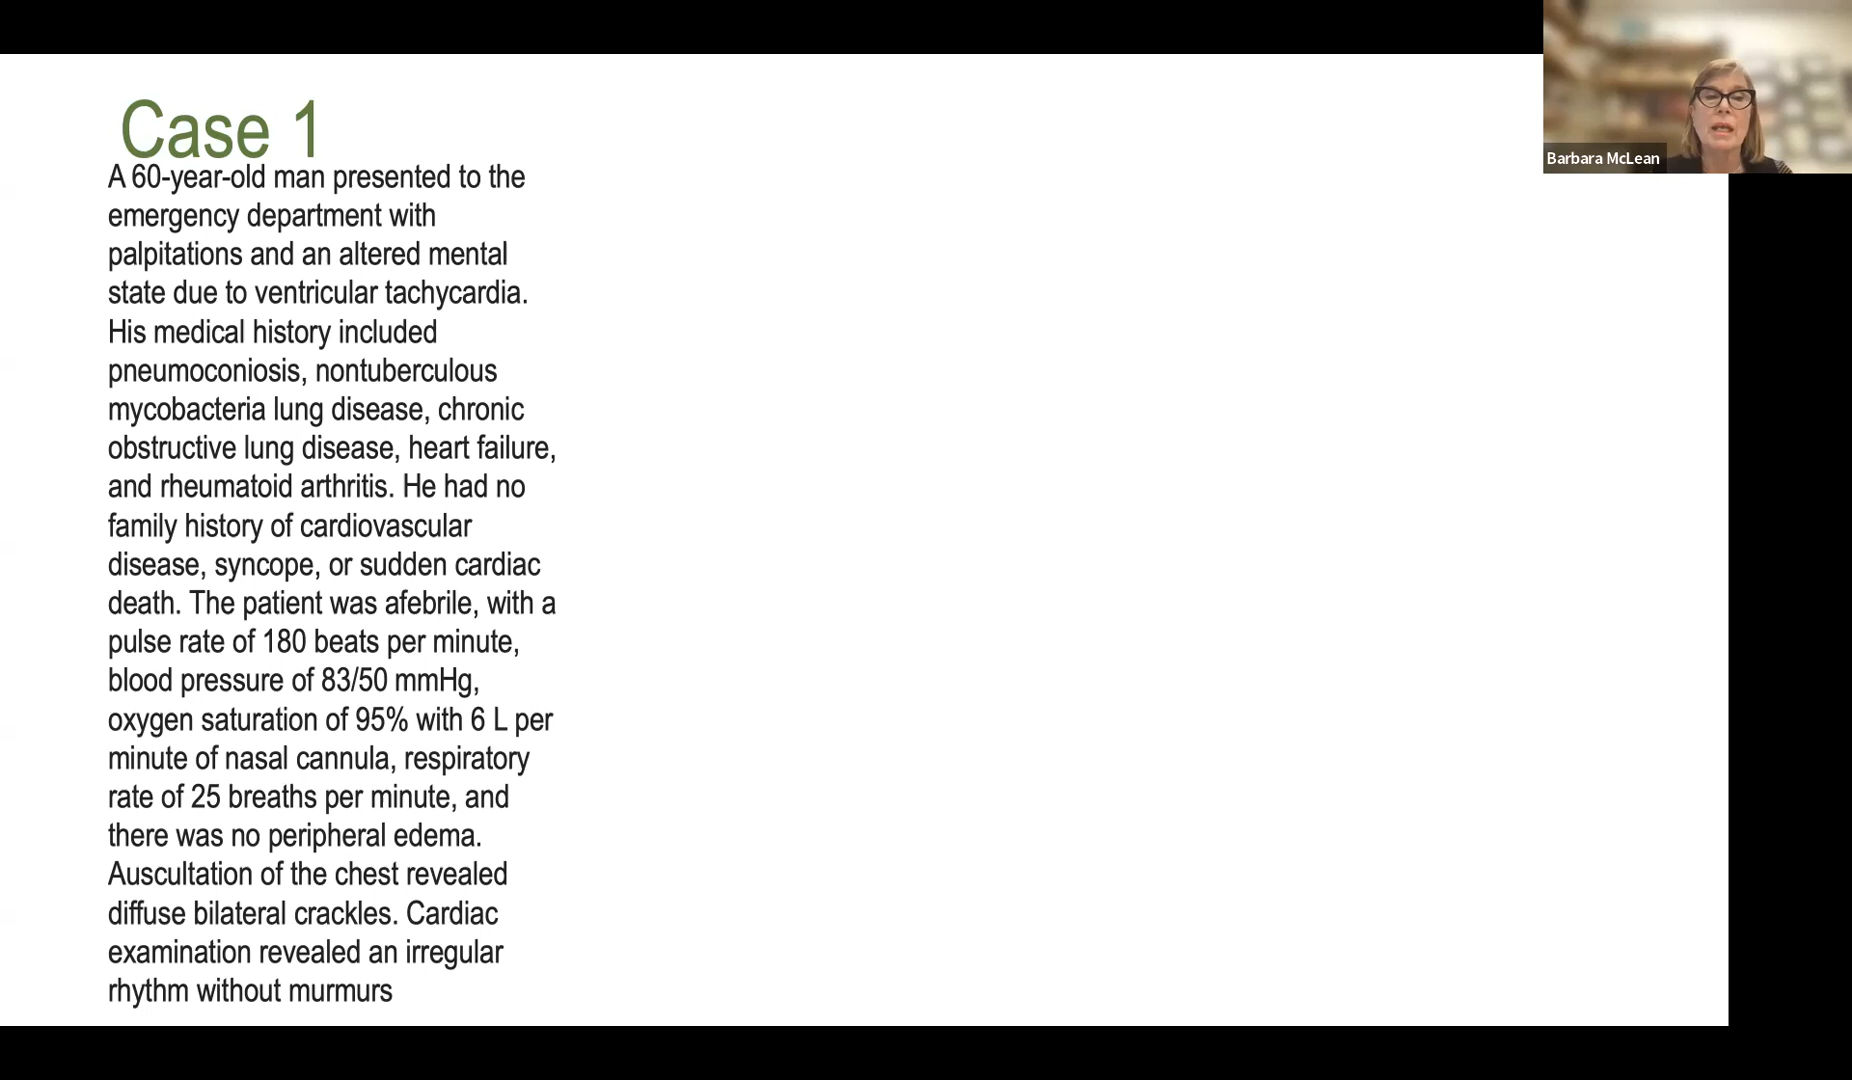 Case 1
A 60-year-old man presented to the
emergency department with
palpitations and an altered mental
state due to ventricular tachycardia.
His medical history included
pneumoconiosis, nontuberculous
mycobacteria lung disease, chronic
obstructive lung disease, heart failure,
and rheumatoid arthritis. He had no
family history of cardiovascular
disease, syncope, or sudden cardiac
death. The patient was afebrile, with a
pulse rate of 180 beats per minute,
blood pressure of 83/50 mmHg,
oxygen saturation of 95% with 6 L per
minute of nasal cannula, respiratory
rate of 25 breaths per minute, and
there was no peripheral edema.
Auscultation of the chest revealed
diffuse bilateral crackles. Cardiac
examination revealed an irregular
rhythm without murmurs
Barbara McLean